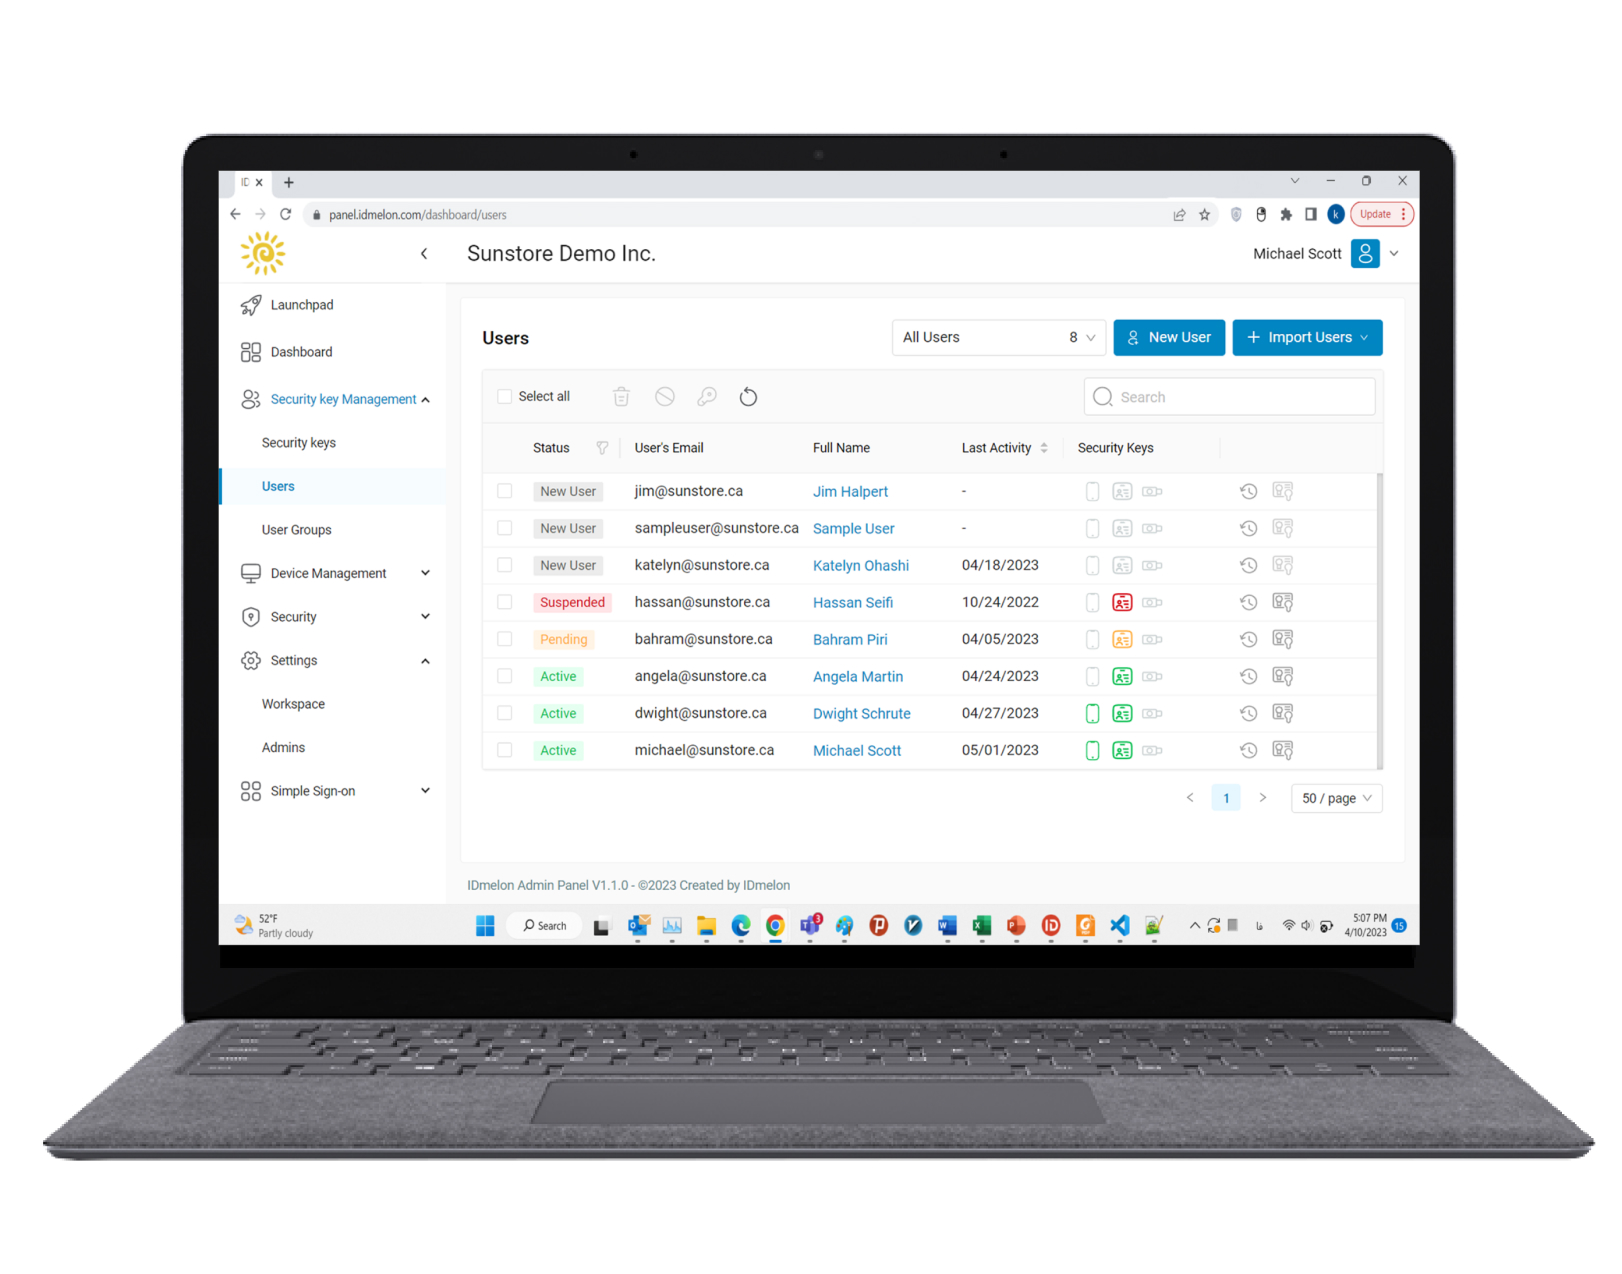 ID
panel.idmelon.com/dashboard/users
k
Update
Sunstore Demo Inc.
Michael Scott
Launchpad
Dashboard
Security key Management
Security keys
Users
User Groups
Device Management
Security
Settings
Workspace
Admins
Simple Sign-on
Users
All Users 8
New User
Import Users
Select all
Search
Status User's Email Full Name Last Activity Security Keys
New User jim@sunstore.ca Jim Halpert -
New User sampleuser@sunstore.ca Sample User -
New User katelyn@sunstore.ca Katelyn Ohashi 04/18/2023
Suspended hassan@sunstore.ca Hassan Seifi 10/24/2022
Pending bahram@sunstore.ca Bahram Piri 04/05/2023
Active angela@sunstore.ca Angela Martin 04/24/2023
Active dwight@sunstore.ca Dwight Schrute 04/27/2023
Active michael@sunstore.ca Michael Scott 05/01/2023
< 1 > 50 / page
IDmelon Admin Panel V1.1.0 - ©2023 Created by IDmelon
52°F
Partly cloudy
Search
3
5:07 PM
4/10/2023
15